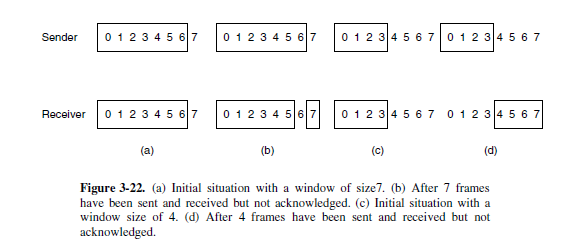 Sender 0 1 2 3 4 5 6 7 0 1 2 3 4 5 6 7 0 1 2 3 4 5 6 7 0 1 2 3 4 5 6 7
Receiver 0 1 2 3 4 5 6 7 0 1 2 3 4 5 6 7 0 1 2 3 4 5 6 7 0 1 2 3 4 5 6 7
(a) (b) (c) (d)
Figure 3-22. (a) Initial situation with a window of size7. (b) After 7 frames
have been sent and received but not acknowledged. (c) Initial situation with a
window size of 4. (d) After 4 frames have been sent and received but not
acknowledged.